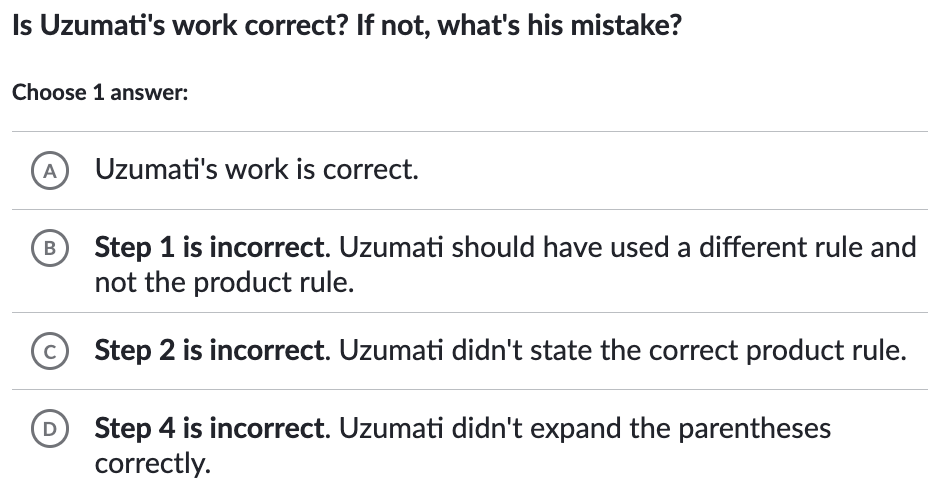 Is Uzumati's work correct? If not, what's his mistake?
Choose 1 answer:
A Uzumati's work is correct.
B Step 1 is incorrect. Uzumati should have used a different rule and
not the product rule.
C Step 2 is incorrect. Uzumati didn't state the correct product rule.
D Step 4 is incorrect. Uzumati didn't expand the parentheses
correctly.